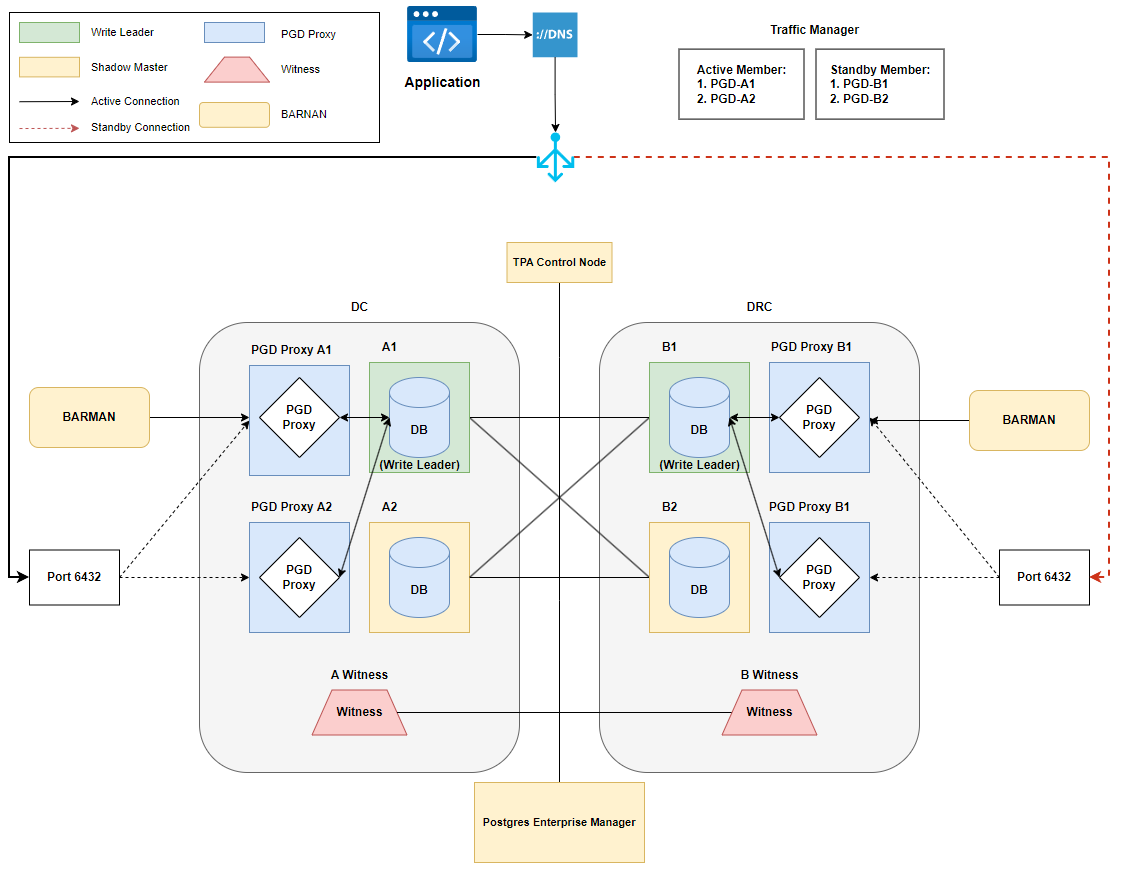 Write Leader
PGD Proxy
Shadow Master
Witness
Active Connection
BARNAN
Standby Connection
://DNS
Application
Traffic Manager
Active Member:
1. PGD-A1
2. PGD-A2
Standby Member:
1. PGD-B1
2. PGD-B2
TPA Control Node
DC
DRC
PGD Proxy A1
A1
B1
PGD Proxy B1
BARMAN
PGD
Proxy
DB
(Write Leader)
DB
(Write Leader)
PGD
Proxy
BARMAN
PGD Proxy A2
A2
B2
PGD Proxy B1
Port 6432
PGD
Proxy
DB
DB
PGD
Proxy
Port 6432
A Witness
B Witness
Witness
Witness
Postgres Enterprise Manager